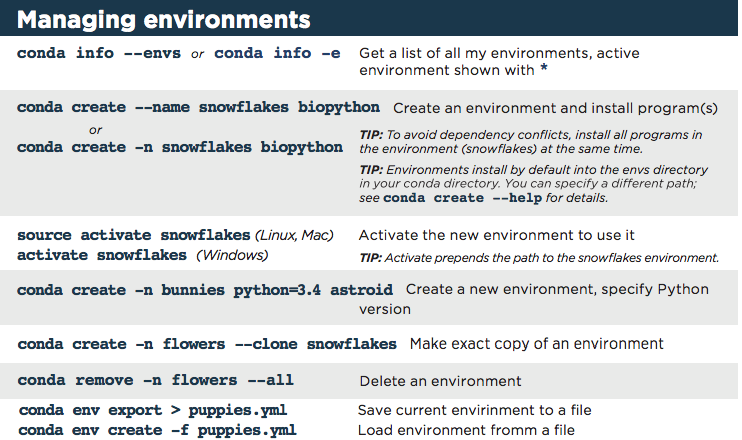 Managing environments
conda info --envs or conda info -e Get a list of all my environments, active
environment shown with *
conda create --name snowflakes biopython Create an environment and install program(s)
or
conda create -n snowflakes biopython
TIP: To avoid dependency conflicts, install all programs in
the environment (snowflakes) at the same time.
TIP: Environments install by default into the envs directory
in your conda directory. You can specify a different path;
see conda create --help for details.
source activate snowflakes (Linux, Mac) Activate the new environment to use it
activate snowflakes (Windows) TIP: Activate prepends the path to the snowflakes environment.
conda create -n bunnies python=3.4 astroid Create a new environment, specify Python
version
conda create -n flowers --clone snowflakes Make exact copy of an environment
conda remove -n flowers --all Delete an environment
conda env export > puppies.yml Save current envirinment to a file
conda env create -f puppies.yml Load environment fromm a file